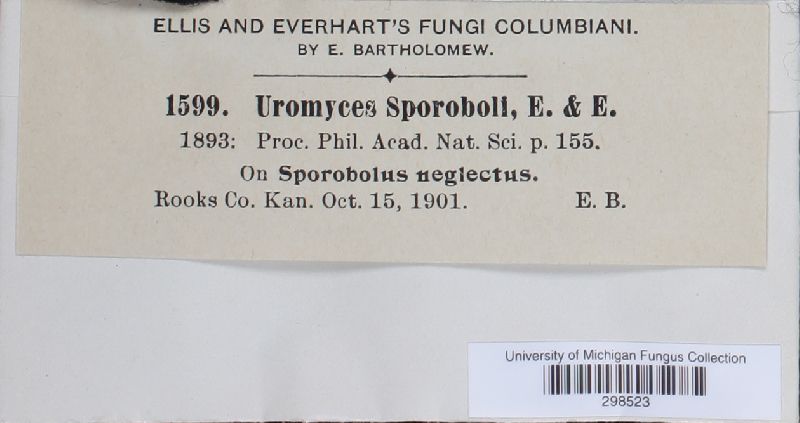 ELLIS AND EVERHART'S FUNGI COLUMBIANI.
BY E. BARTHOLOMEW.
1599. Uromyces Sporoboli, E. & E.
1893: Proc. Phil. Acad. Nat. Sci. p. 155.
On Sporobolus neglectus.
Rooks Co. Kan. Oct. 15, 1901. E. B.
University of Michigan Fungus Collection
298523